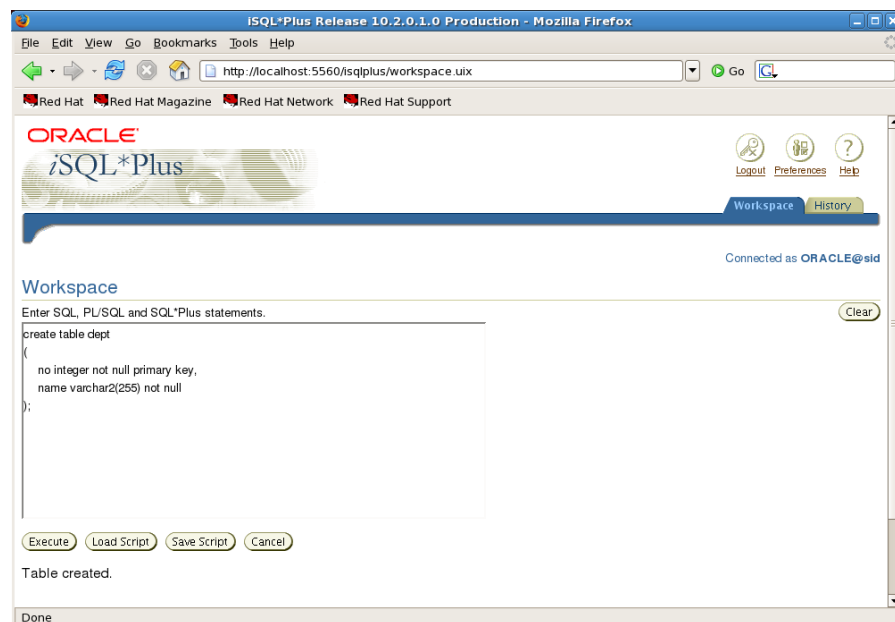 iSQL*Plus Release 10.2.0.1.0 Production - Mozilla Firefox
File Edit View Go Bookmarks Tools Help
http://localhost:5560/isqlplus/workspace.uix Go G
Red Hat Red Hat Magazine Red Hat Network Red Hat Support
ORACLE
iSQL*Plus
Logout Preferences Help
Workspace History
Connected as ORACLE@sid
Workspace
Enter SQL, PL/SQL and SQL*Plus statements. Clear
create table dept
(
no integer not null primary key,
name varchar2(255) not null
);
Execute Load Script Save Script Cancel
Table created.
Done